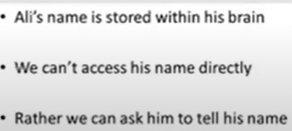 • Ali's name is stored within his brain
• We can't access his name directly
• Rather we can ask him to tell his name